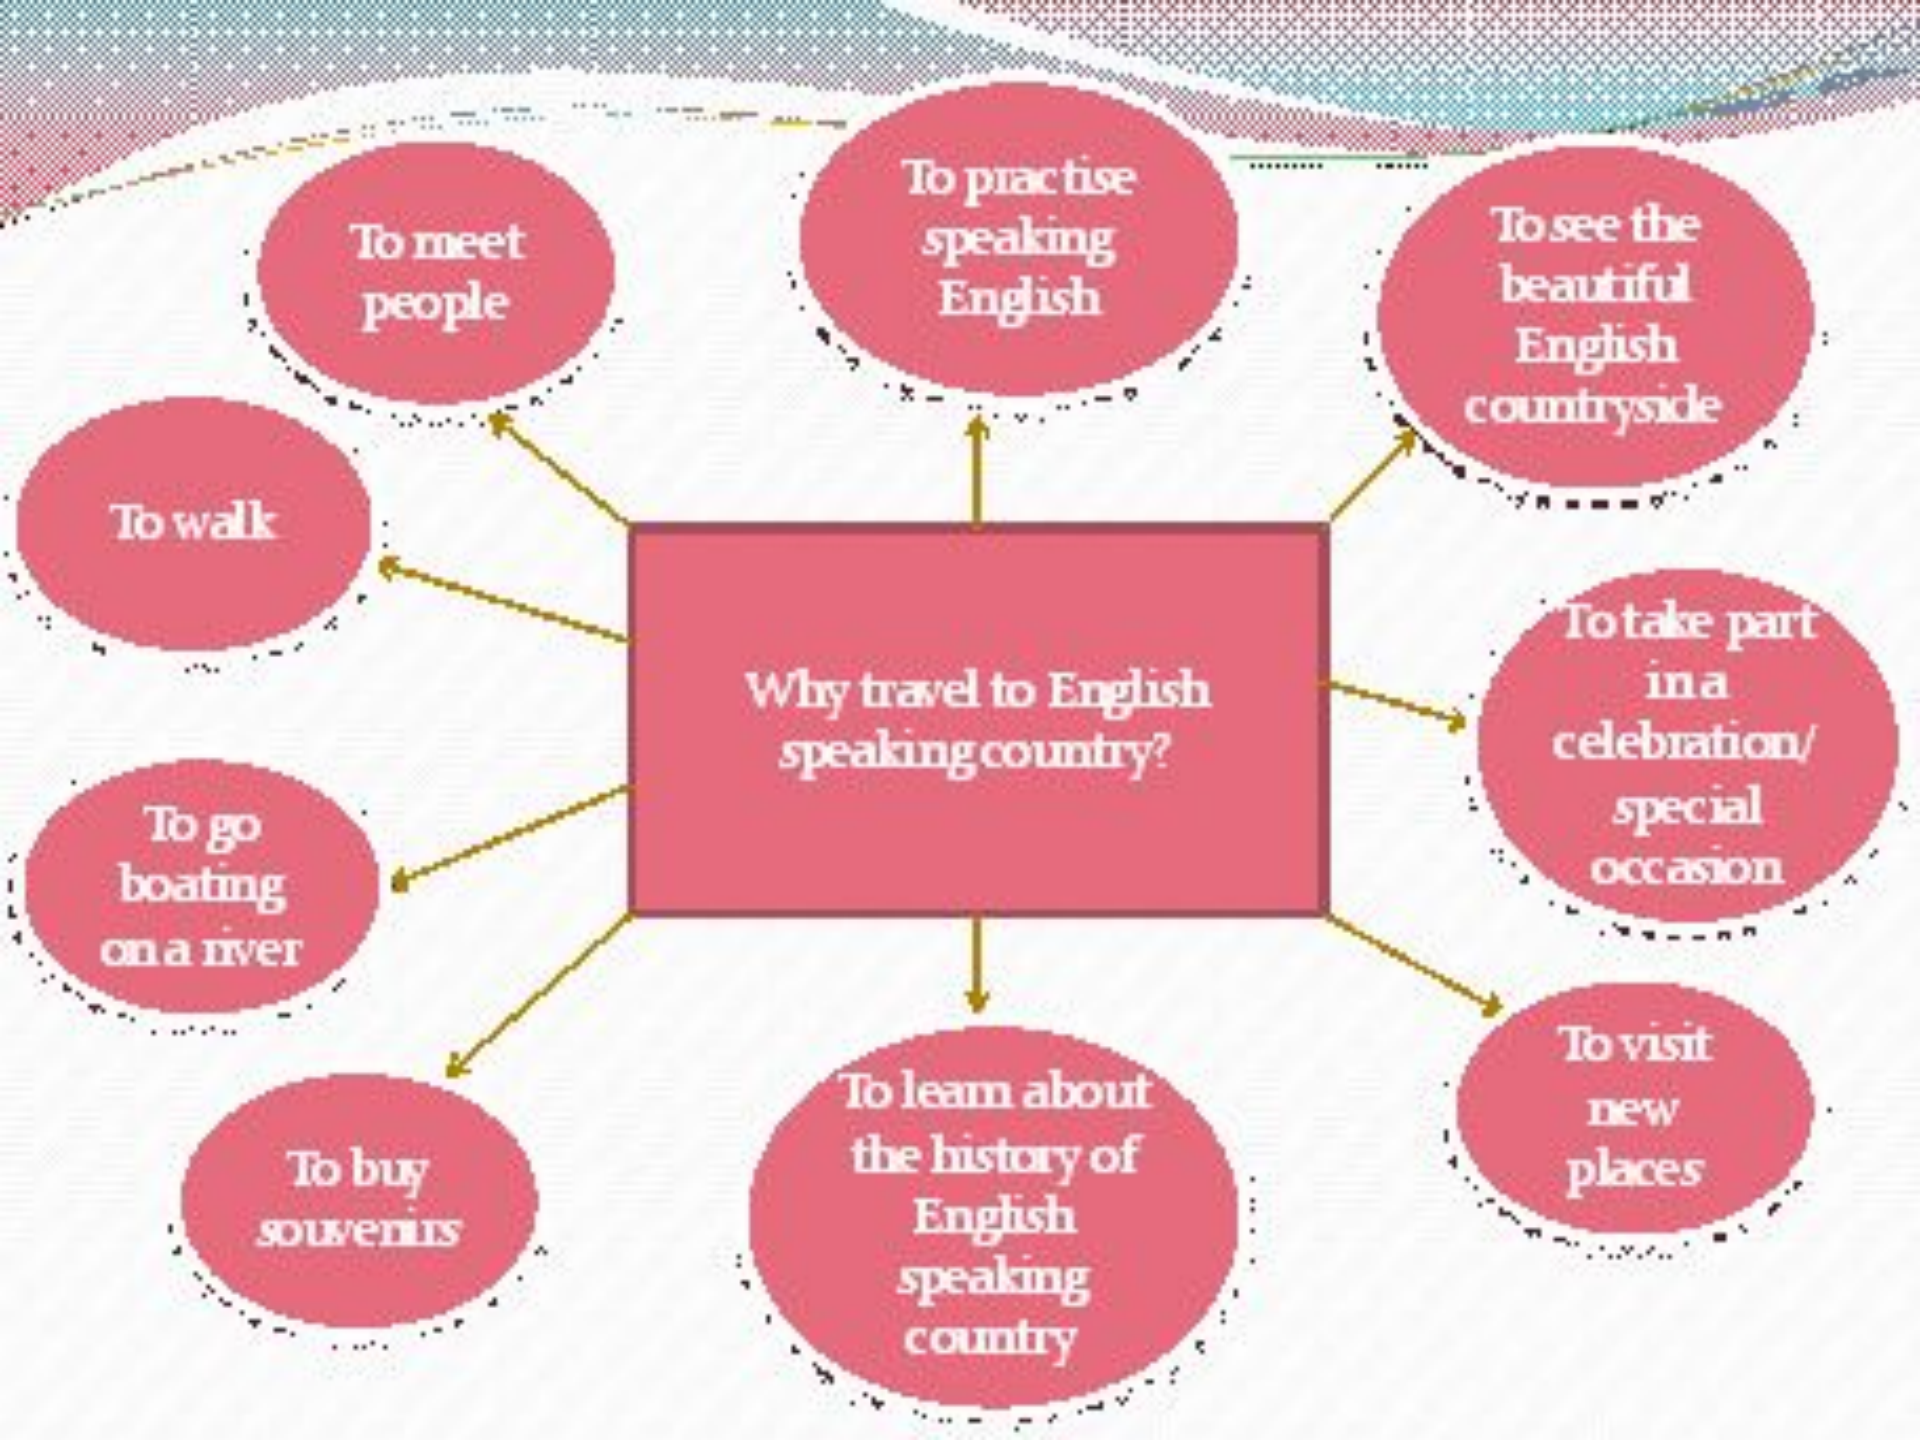 To meet
people
To practise
speaking
English
To see the
beautiful
English
countryside
To walk
Why travel to English
speaking country?
To take part
in a
celebration/
special
occasion
To go
boating
on a river
To visit
new
places
To buy
souvenirs
To learn about
the history of
English
speaking
country